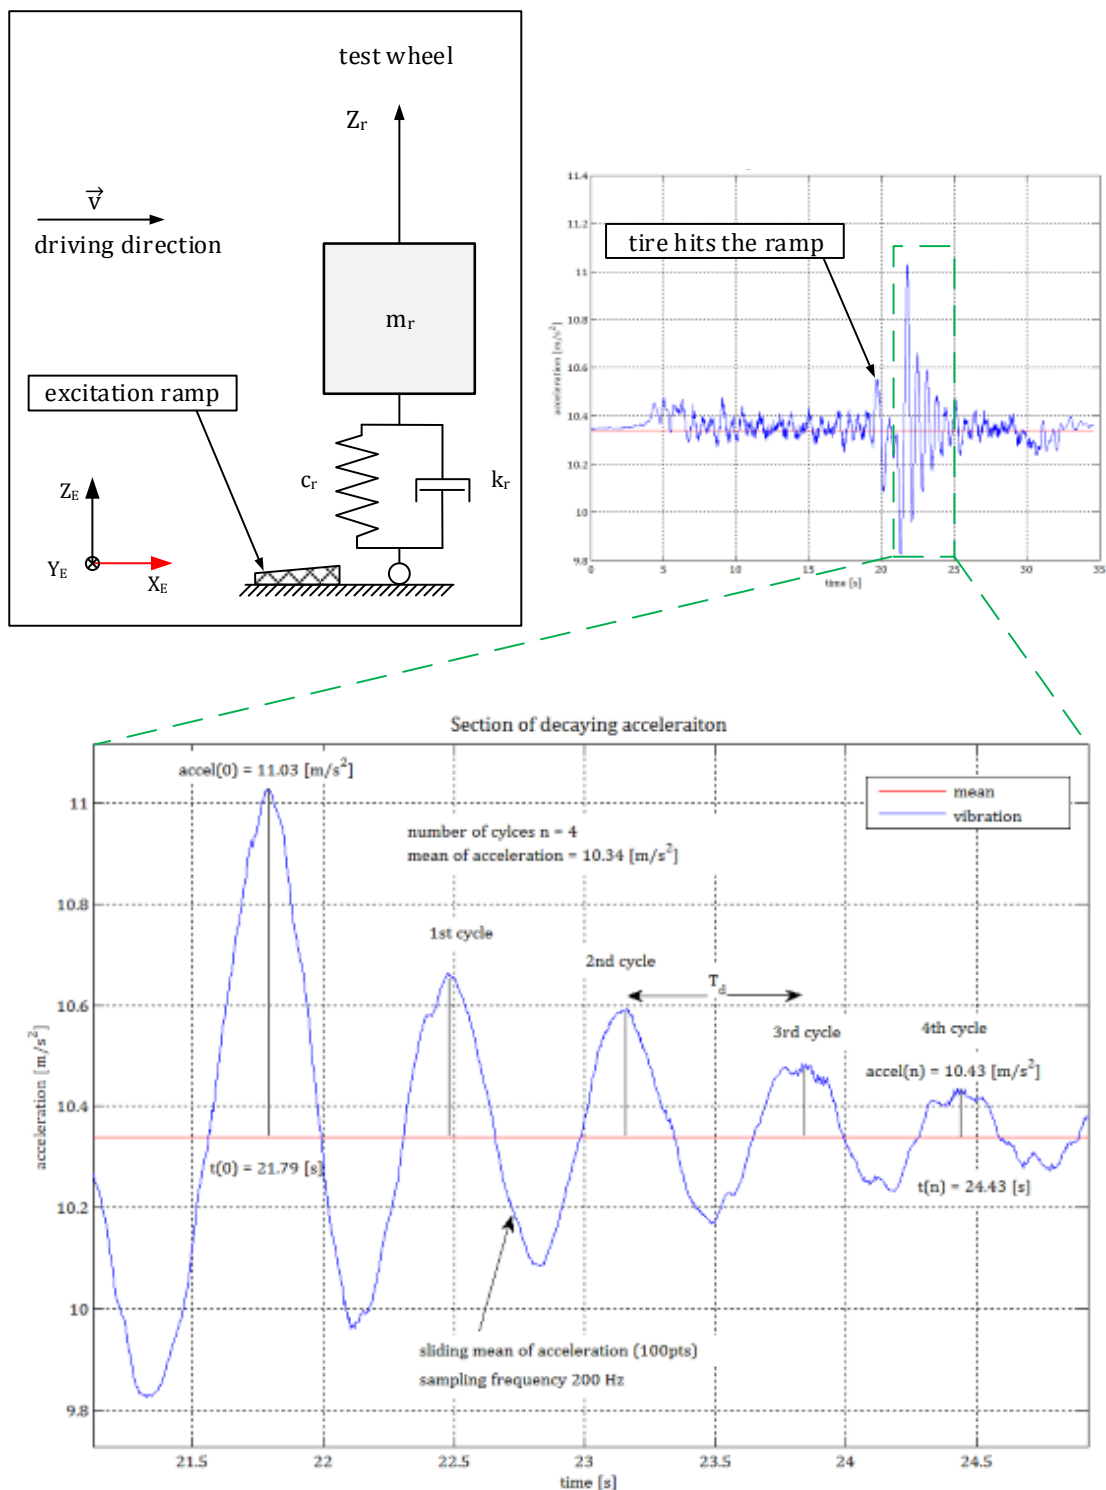 test wheel
Zr
v
driving direction
mr
excitation ramp
cr
kr
ZE
YE
XE
tire hits the ramp
acceleration [m/s²]
11.4
11.2
11
10.8
10.6
10.4
10.2
10
9.8
0
5
10
15
20
25
30
35
time [s]
Section of decaying acceleraiton
accel(0) = 11.03 [m/s²]
mean
vibration
number of cylces n = 4
mean of acceleration = 10.34 [m/s²]
1st cycle
2nd cycle
Td
3rd cycle
4th cycle
accel(n) = 10.43 [m/s²]
t(0) = 21.79 [s]
t(n) = 24.43 [s]
sliding mean of acceleration (100pts)
sampling frequency 200 Hz
acceleration [m/s²]
11
10.8
10.6
10.4
10.2
10
9.8
21.5
22
22.5
23
23.5
24
24.5
time [s]